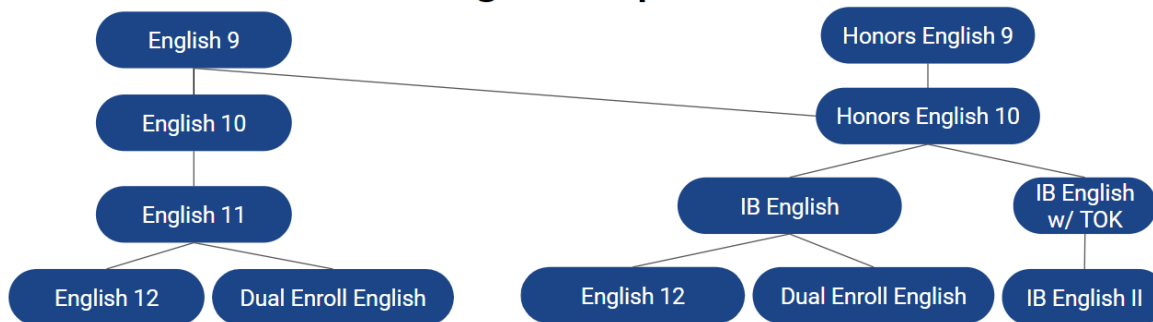 English 9
Honors English 9
English 10
Honors English 10
English 11
IB English
IB English
w/ TOK
English 12
Dual Enroll English
English 12
Dual Enroll English
IB English II